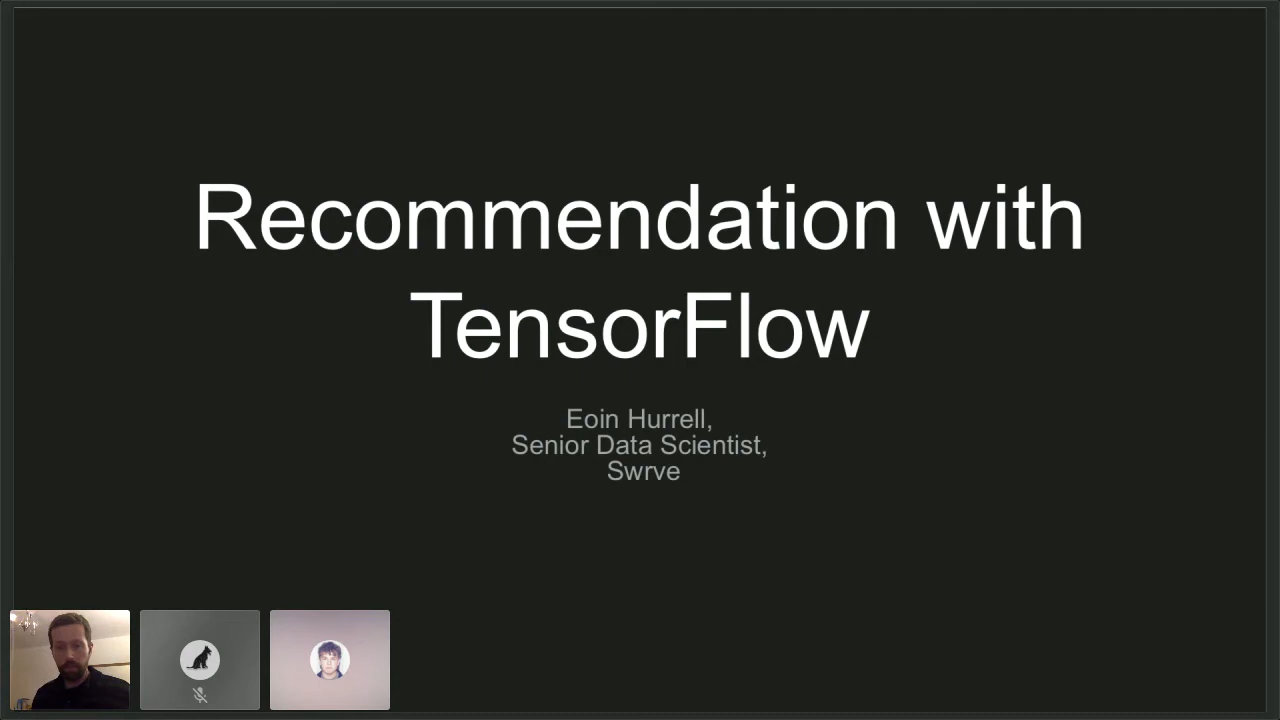 Recommendation with
TensorFlow
Eoin Hurrell,
Senior Data Scientist,
Swrve